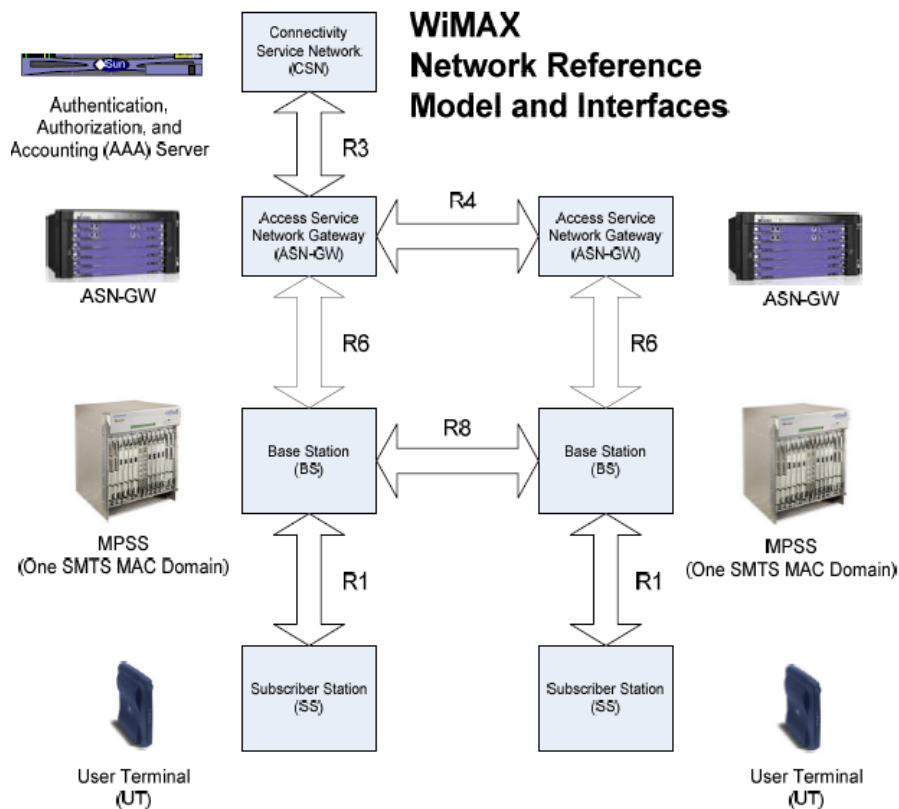 WiMAX
Network Reference
Model and Interfaces
Connectivity
Service Network
(CSN)
Sun
Authentication,
Authorization, and
Accounting (AAA) Server
R3
Access Service
Network Gateway
(ASN-GW)
R4
Access Service
Network Gateway
(ASN-GW)
ASN-GW
ASN-GW
R6
R6
Base Station
(BS)
R8
Base Station
(BS)
MPSS
(One SMTS MAC Domain)
MPSS
(One SMTS MAC Domain)
R1
R1
Subscriber Station
(SS)
Subscriber Station
(SS)
User Terminal
(UT)
User Terminal
(UT)